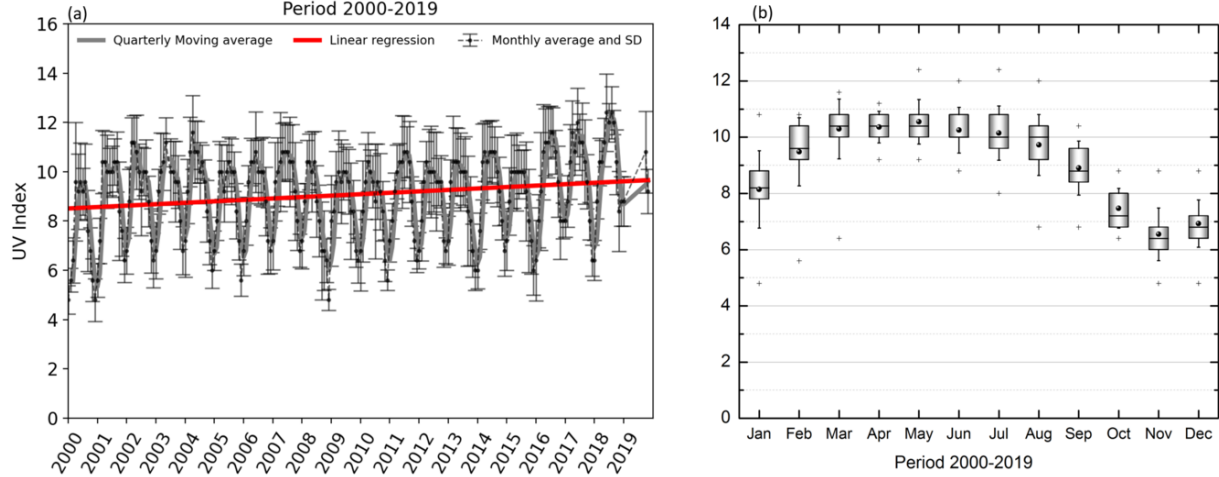 (a)
Period 2000-2019
Quarterly Moving average
Linear regression
Monthly average and SD
UV Index
16
14
12
10
8
6
4
2
0
2000 2001 2002 2003 2004 2005 2006 2007 2008 2009 2010 2011 2012 2013 2014 2015 2016 2017 2018 2019
(b)
14
12
10
8
6
4
2
0
Jan Feb Mar Apr May Jun Jul Aug Sep Oct Nov Dec
Period 2000-2019